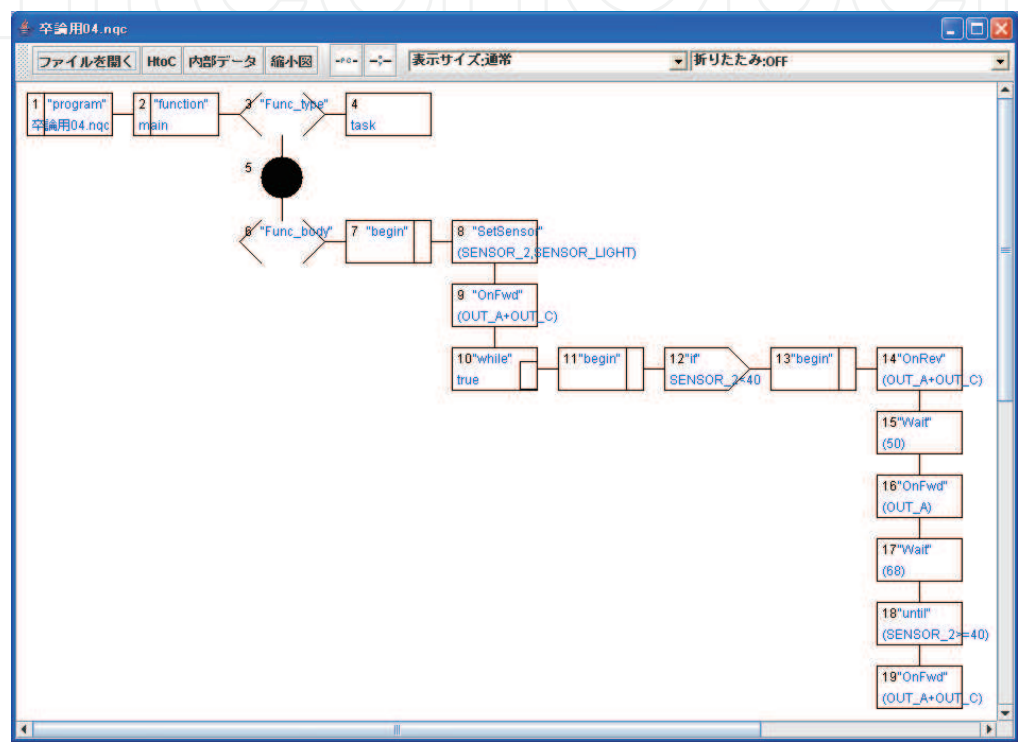 卒論用04.nqc
ファイルを開く HtoC 内部データ 縮小図 -PC- 表示サイズ;通常 折りたたみ;OFF
1 "program" 2 "function" 3 "Func_type" 4
卒論用04.nqc main task
5
6 "Func_body" 7 "begin" 8 "SetSensor"
(SENSOR_2,SENSOR_LIGHT)
9 "OnFwd"
(OUT_A+OUT_C)
10"while" 11"begin" 12"if" 13"begin" 14"OnRev"
true SENSOR_2<40 (OUT_A+OUT_C)
15"Wait"
(50)
16"OnFwd"
(OUT_A)
17"Wait"
(68)
18"until"
(SENSOR_2>=40)
19"OnFwd"
(OUT_A+OUT_C)